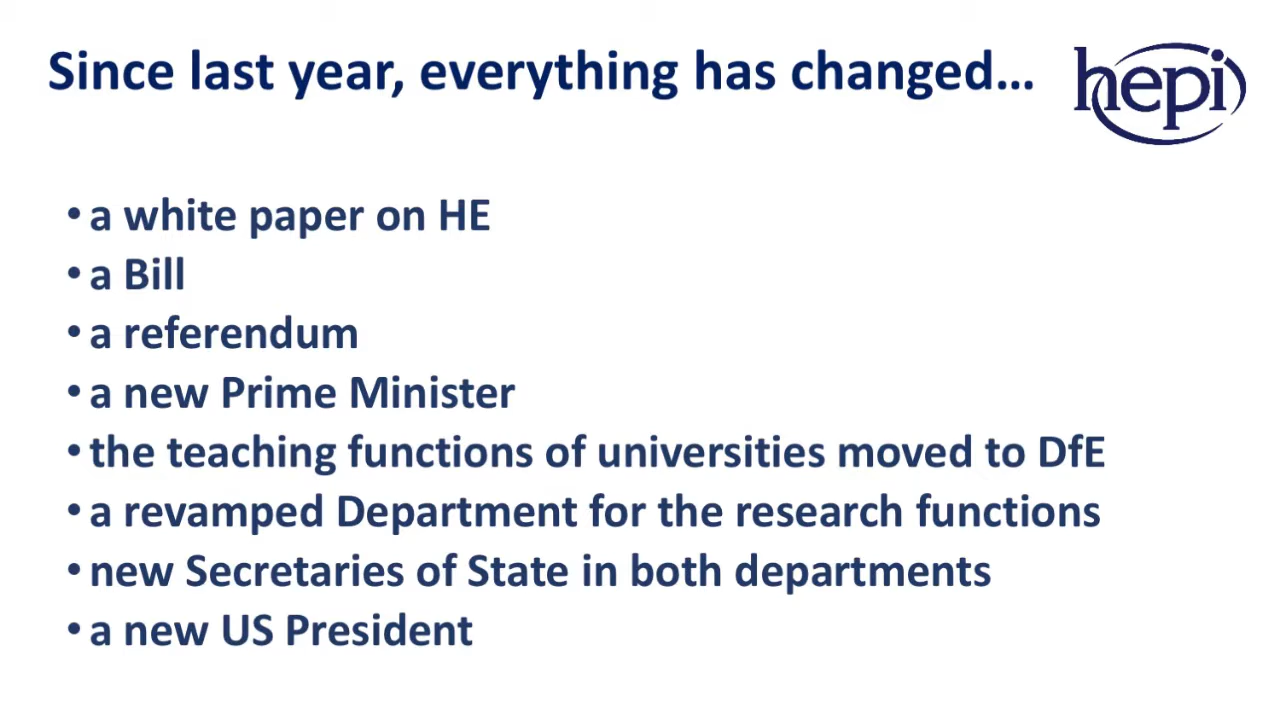 Since last year, everything has changed...
hepi
• a white paper on HE
• a Bill
• a referendum
• a new Prime Minister
• the teaching functions of universities moved to DfE
• a revamped Department for the research functions
• new Secretaries of State in both departments
• a new US President